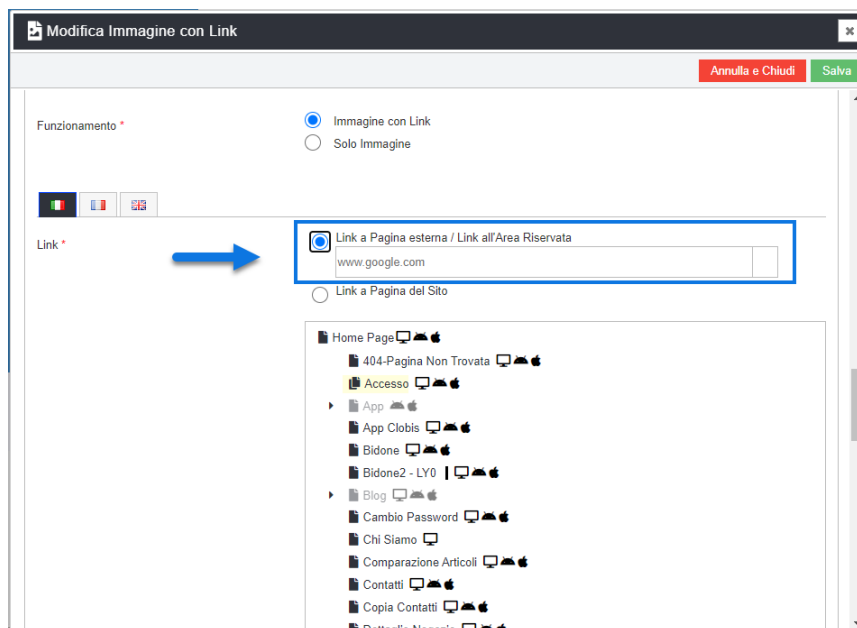 Modifica Immagine con Link
Annulla e Chiudi Salva
Funzionamento *
Immagine con Link
Solo Immagine
Link *
Link a Pagina esterna / Link all'Area Riservata
www.google.com
Link a Pagina del Sito
Home Page
404-Pagina Non Trovata
Accesso
App
App Clobis
Bidone
Bidone2 - LY0
Blog
Cambio Password
Chi Siamo
Comparazione Articoli
Contatti
Copia Contatti